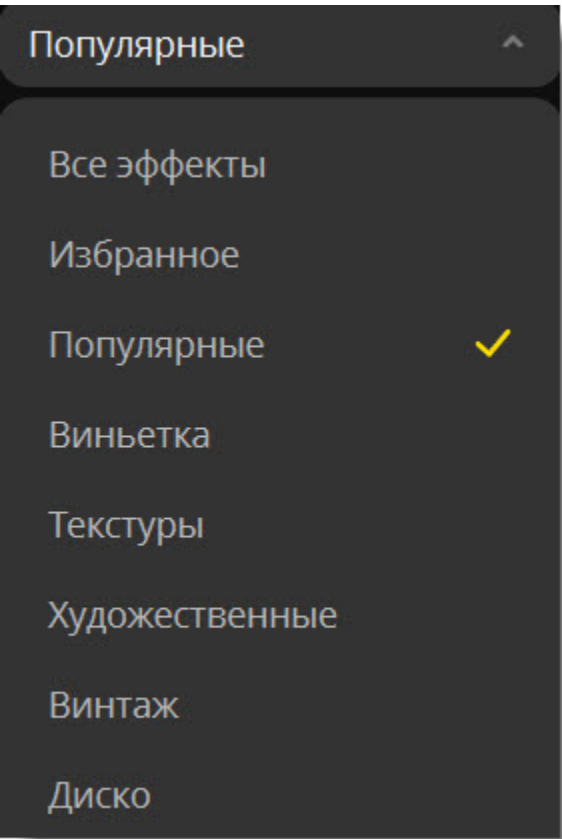 Популярные
Все эффекты
Избранное
Популярные
Виньетка
Текстуры
Художественные
Винтаж
Диско